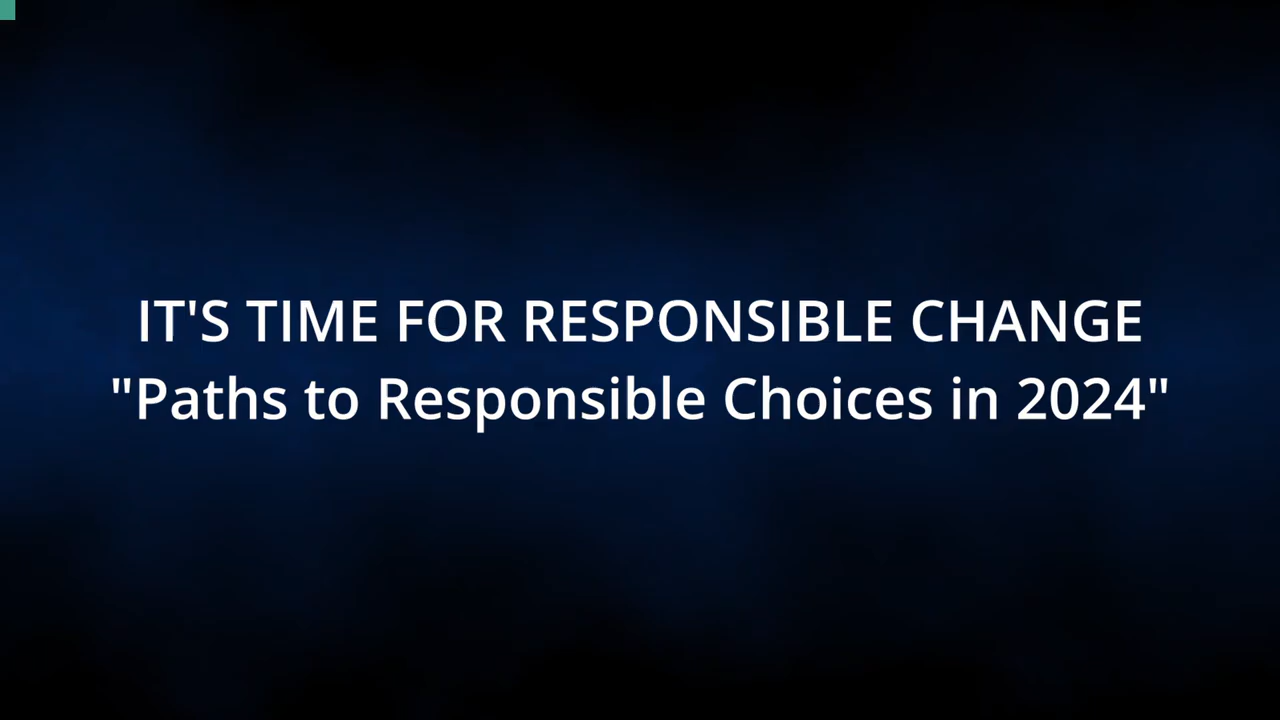 IT'S TIME FOR RESPONSIBLE CHANGE
"Paths to Responsible Choices in 2024"